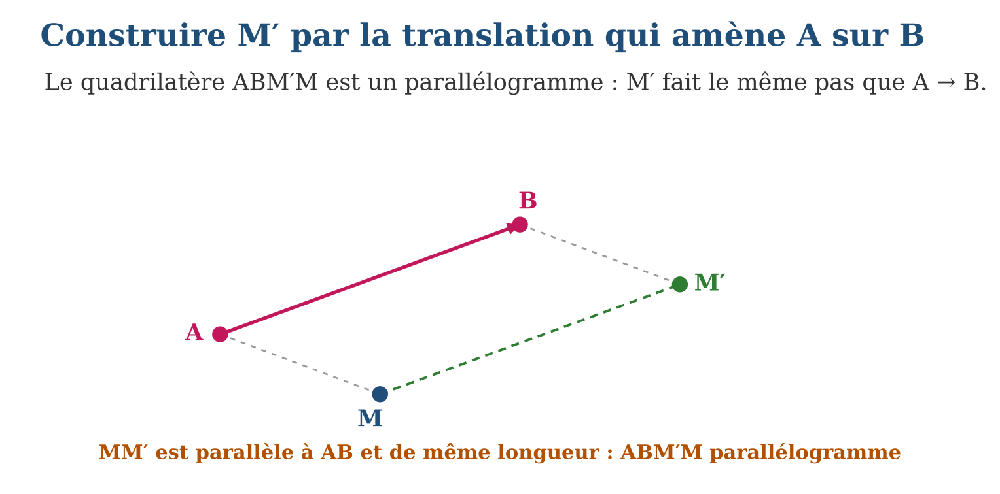 Construire M′ par la translation qui amène A sur B
Le quadrilatère ABM′M est un parallélogramme : M′ fait le même pas que A → B.
B
M′
A
M
MM′ est parallèle à AB et de même longueur : ABM′M parallélogramme